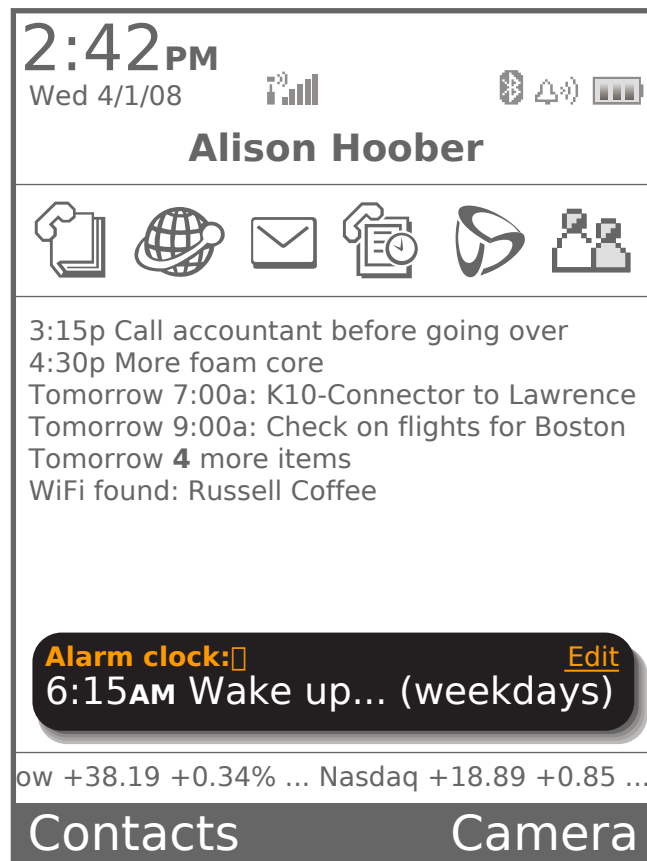 2:42PM
Wed 4/1/08
Alison Hoober
3:15p Call accountant before going over
4:30p More foam core
Tomorrow 7:00a: K10-Connector to Lawrence
Tomorrow 9:00a: Check on flights for Boston
Tomorrow 4 more items
WiFi found: Russell Coffee
Alarm clock: Edit
6:15AM Wake up... (weekdays)
ow +38.19 +0.34% ... Nasdaq +18.89 +0.85 ...
Contacts Camera